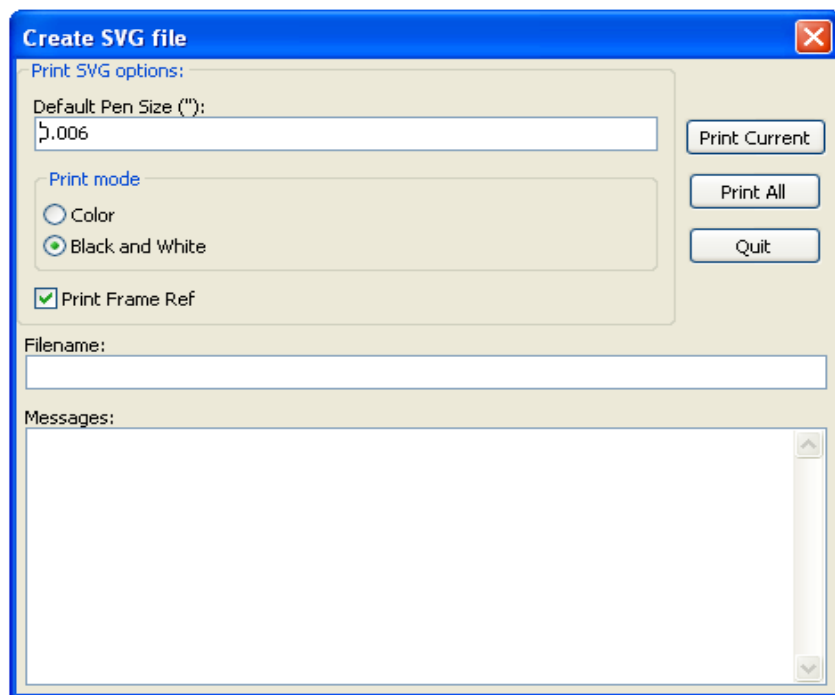 Create SVG file
Print SVG options:
Default Pen Size ("):
0.006
Print Current
Print mode
Print All
Color
Black and White
Quit
Print Frame Ref
Filename:
Messages: